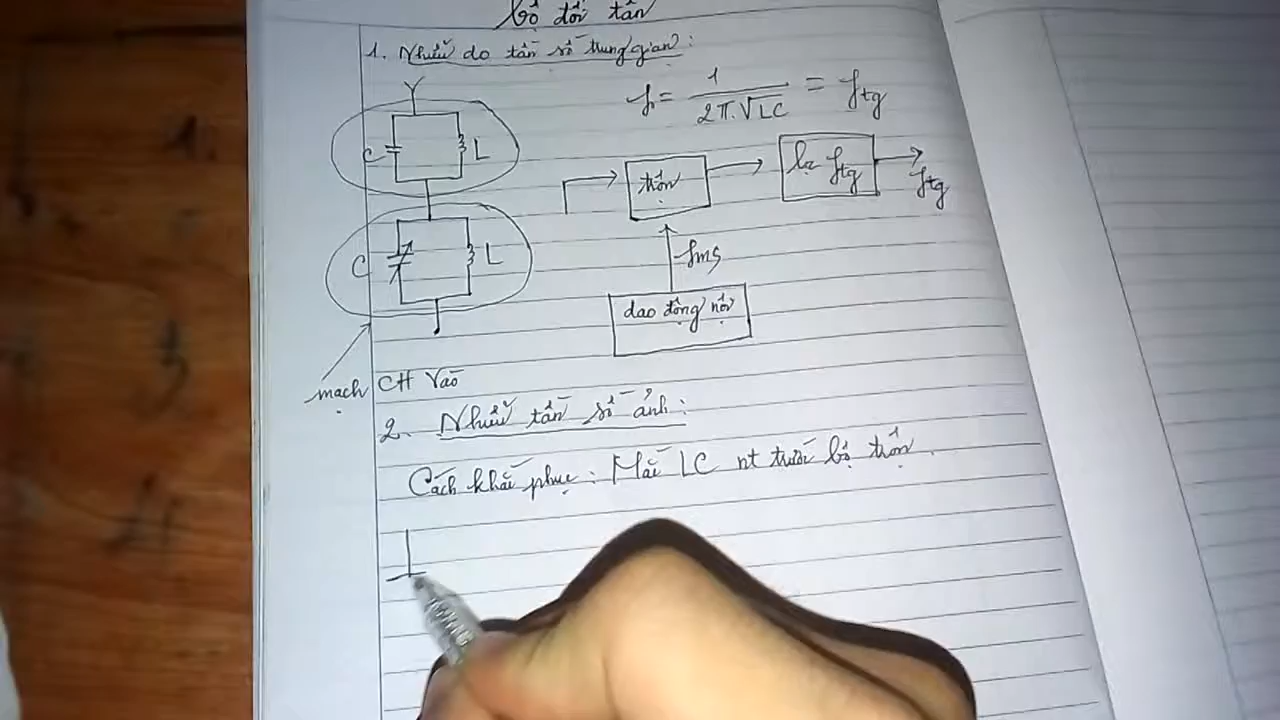 bộ đổi tần
1. Nhiễu do tần số trung gian:
f₁ = 1 / 2π.√LC = ftg
C L
trộn
lọc ftg
ftg
C L
fms
dao động nội
mạch CH Vào
2. Nhiễu tần số ảnh:
Cách khắc phục: Mắc LC nt trước bộ trộn.